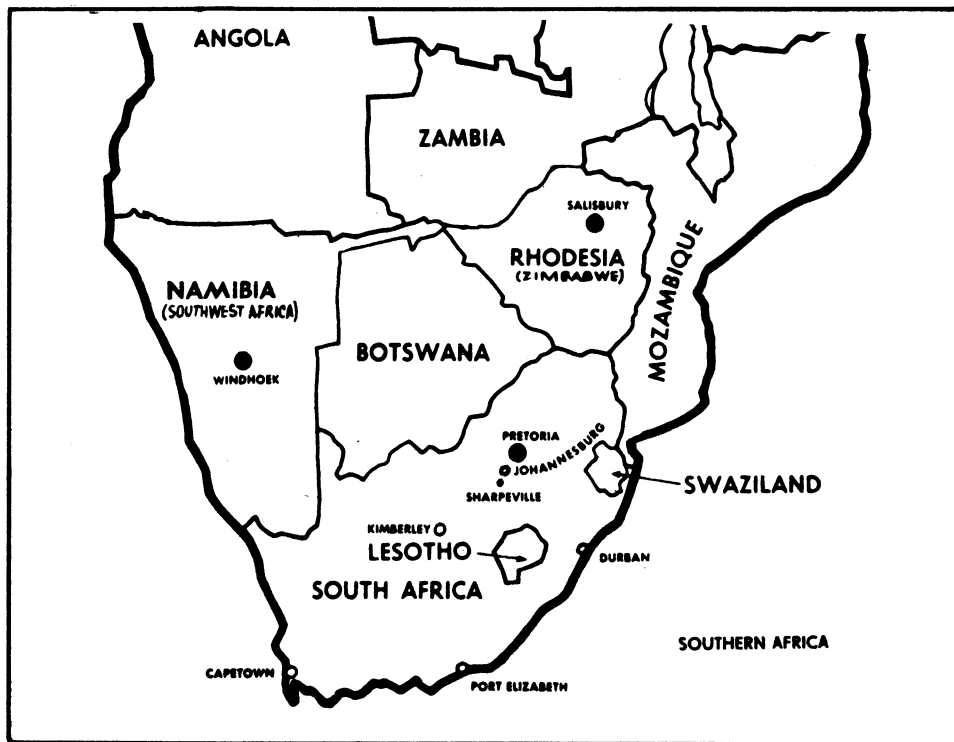 ANGOLA
ZAMBIA
SALISBURY
RHODESIA
(ZIMBABWE)
MOZAMBIQUE
NAMIBIA
(SOUTHWEST AFRICA)
WINDHOEK
BOTSWANA
PRETORIA
JOHANNESBURG
SHARPEVILLE
SWAZILAND
KIMBERLEY
LESOTHO
DURBAN
SOUTH AFRICA
SOUTHERN AFRICA
CAPETOWN
PORT ELIZABETH